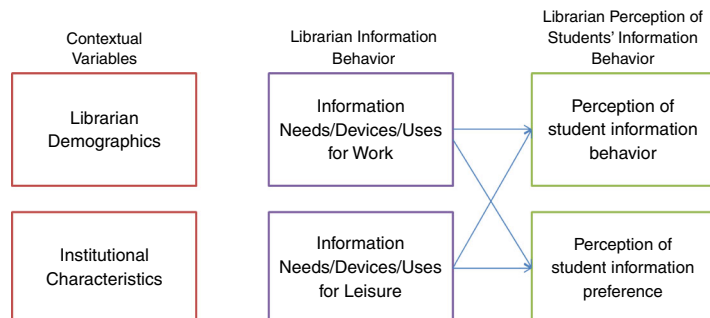 Contextual
Variables
Librarian Information
Behavior
Librarian Perception of
Students' Information
Behavior
Librarian
Demographics
Information
Needs/Devices/Uses
for Work
Perception of
student information
behavior
Institutional
Characteristics
Information
Needs/Devices/Uses
for Leisure
Perception of
student information
preference